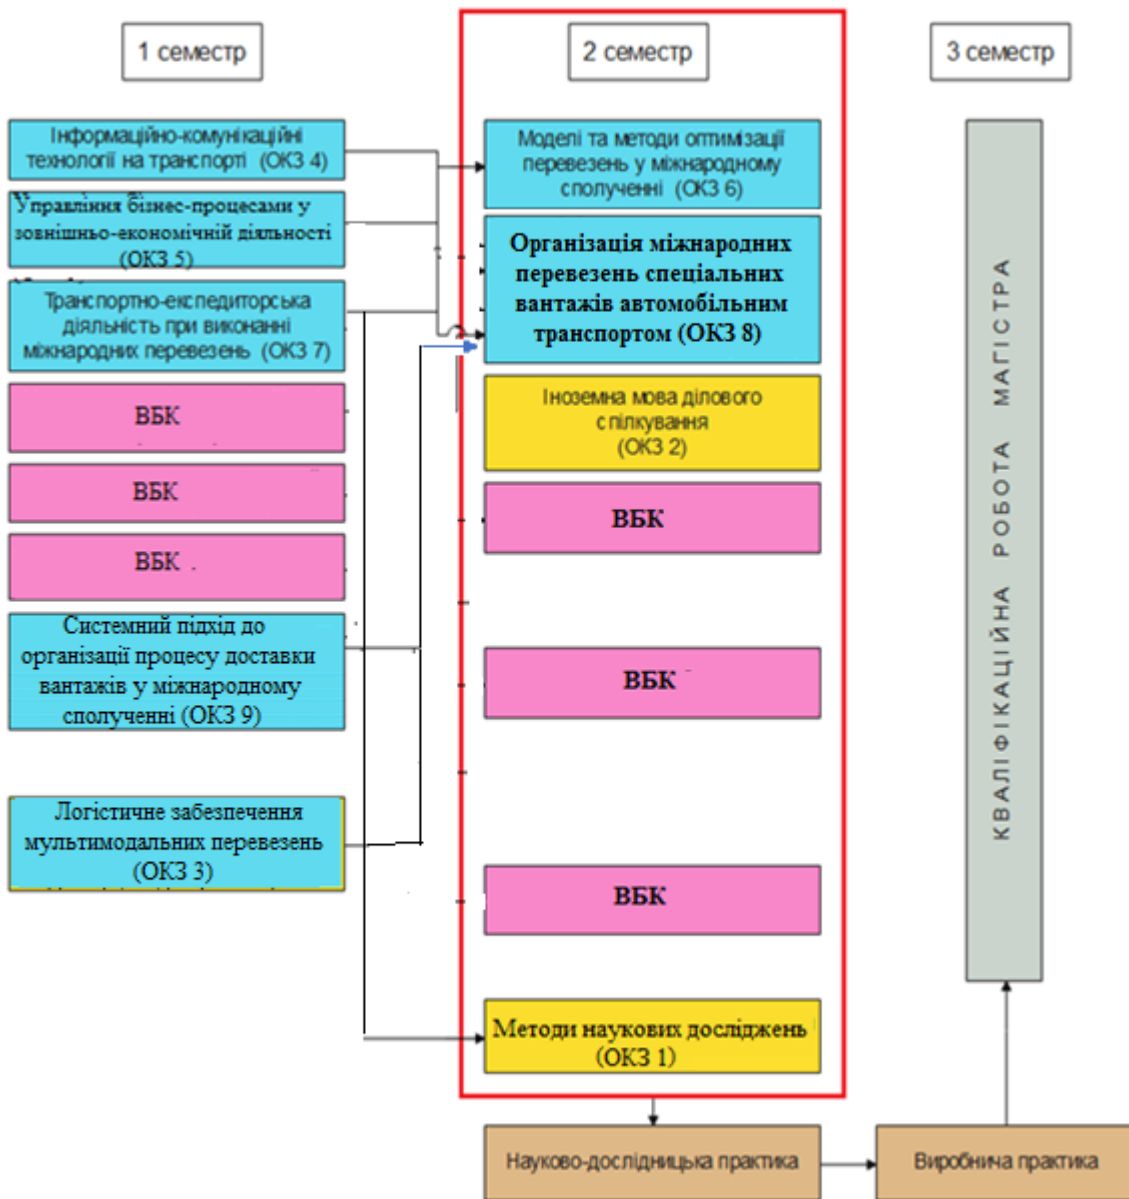 1 семестр
2 семестр
3 семестр
Інформаційно-комунікаційні
технології на транспорті (ОКЗ 4)
Управління бізнес-процесами у
зовнішньо-економічній діяльності
(ОКЗ 5)
Транспортно-експедиторська
діяльність при виконанні
міжнародних перевезень (ОКЗ 7)
ВБК
ВБК
ВБК .
Системний підхід до
організації процесу доставки
вантажів у міжнародному
сполученні (ОКЗ 9)
Логістичне забезпечення
мультимодальних перевезень
(ОКЗ 3)
Моделі та методи оптимізації
перевезень у міжнародному
сполученні (ОКЗ 6)
Організація міжнародних
перевезень спеціальних
вантажів автомобільним
транспортом (ОКЗ 8)
Іноземна мова ділового
спілкування
(ОКЗ 2)
ВБК
ВБК
ВБК
Методи наукових досліджень
(ОКЗ 1)
Науково-дослідницька практика
Виробнича практика
КВАЛІФІКАЦІЙНА РОБОТА МАГІСТРА